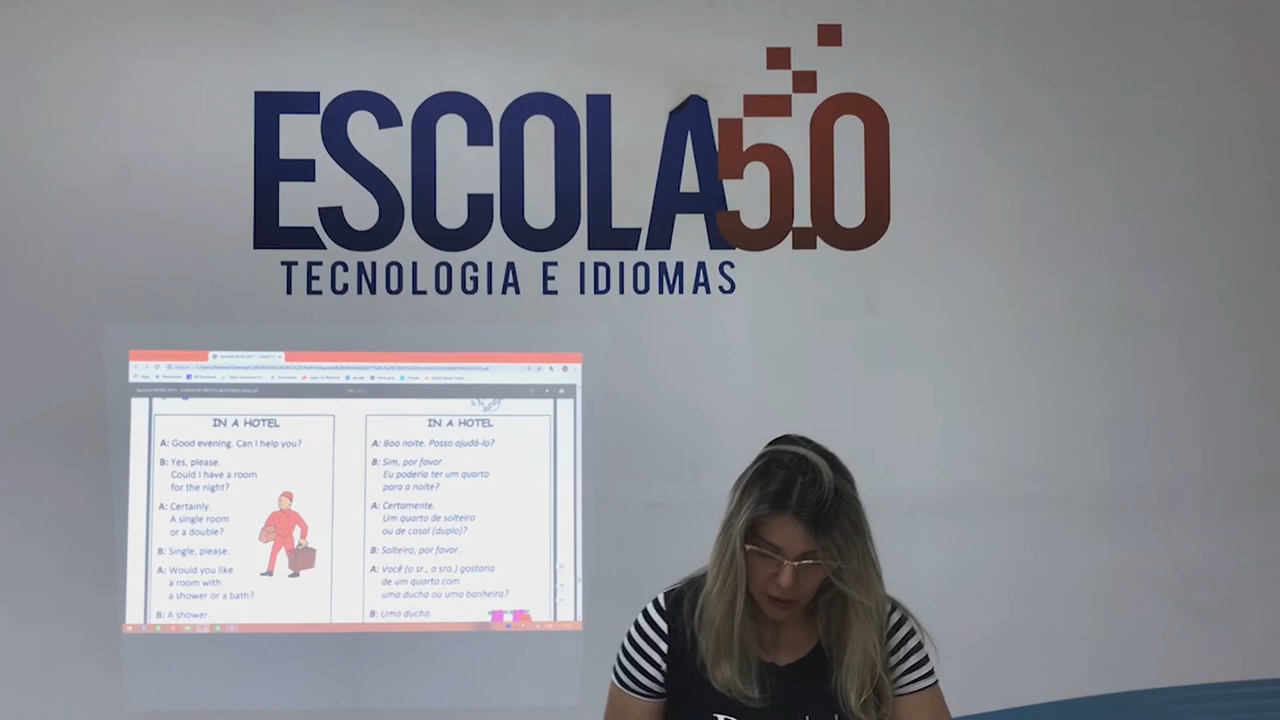 ESCOLA 5.0
TECNOLOGIA E IDIOMAS
IN A HOTEL
A: Good evening. Can I help you?
B: Yes, please.
Could I have a room
for the night?
A: Certainly.
A single room
or a double?
B: Single, please.
A: Would you like
a room with
a shower or a bath?
B: A shower
IN A HOTEL
A: Boa noite. Posso ajudá-lo?
B: Sim, por favor.
Eu poderia ter um quarto
para a noite?
A: Certamente.
Um quarto de solteiro
ou de casal (duplo)?
B: Solteiro, por favor.
A: Você (o sr., a sra.) gostaria
de um quarto com
uma ducha ou uma banheira?
B: Uma ducha